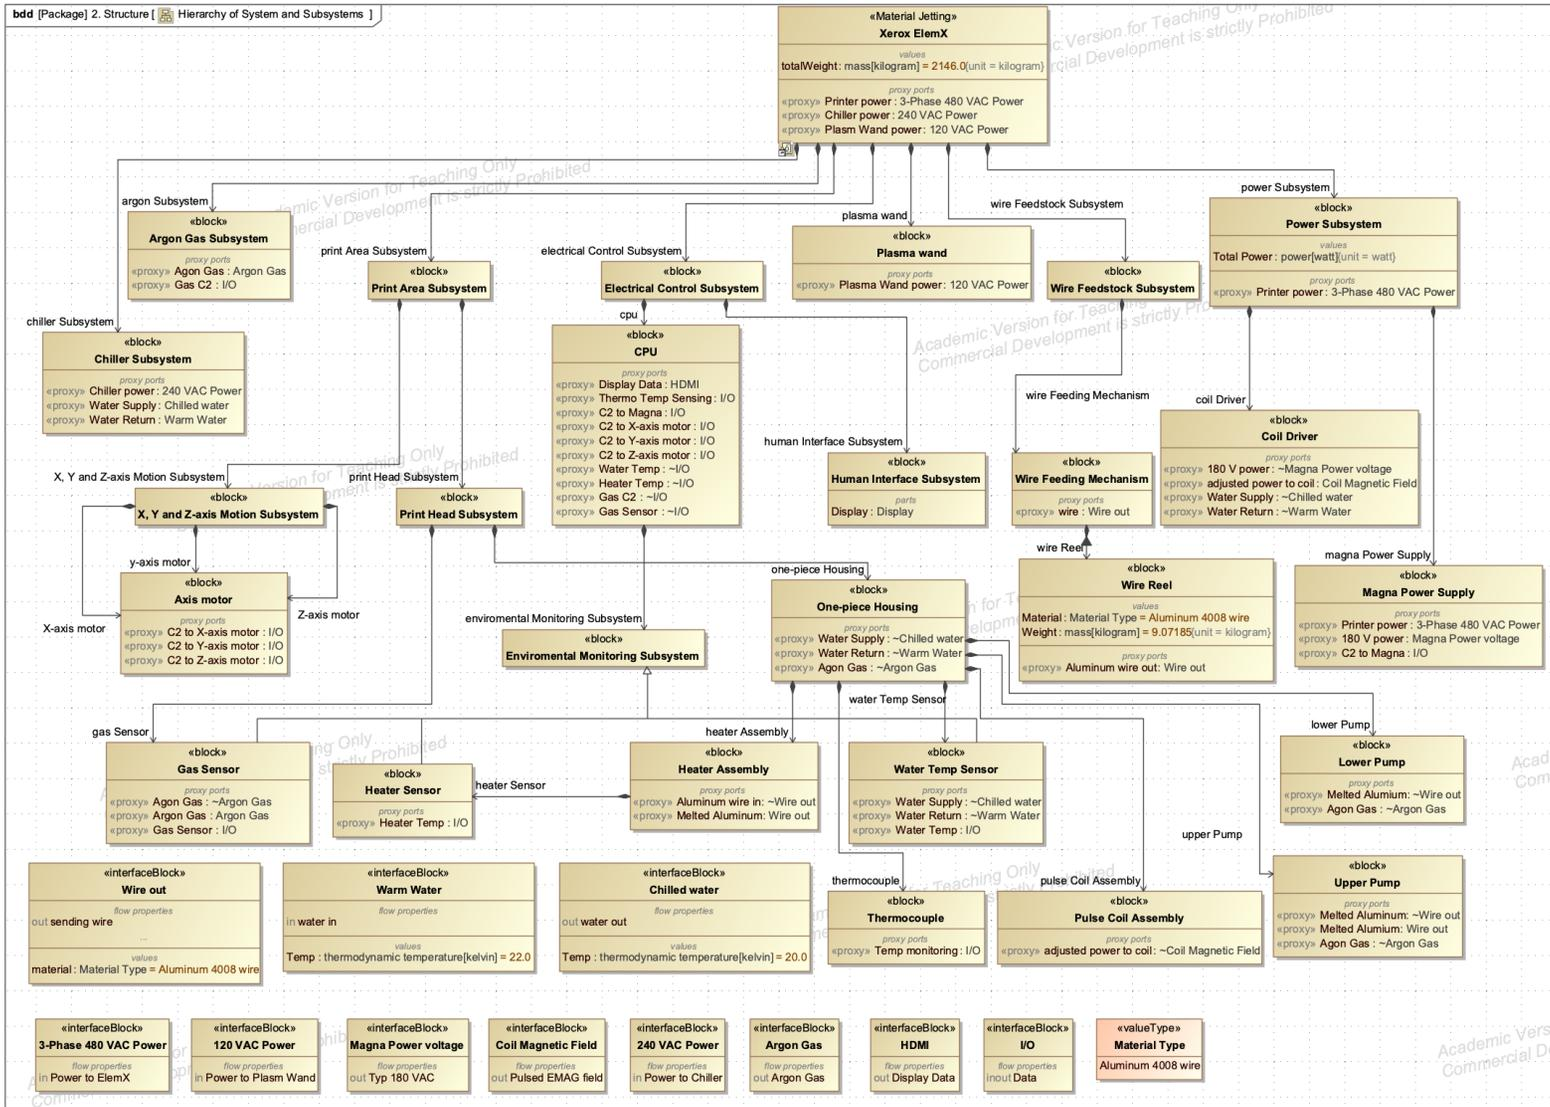 bdd [Package] 2. Structure [ Hierarchy of System and Subsystems ]
«Material Jetting»
Xerox ElemX
values
totalWeight : mass[kilogram] = 2146.0{unit = kilogram}
proxy ports
«proxy» Printer power : 3-Phase 480 VAC Power
«proxy» Chiller power : 240 VAC Power
«proxy» Plasm Wand power : 120 VAC Power
argon Subsystem
«block»
Argon Gas Subsystem
proxy ports
«proxy» Agon Gas : Argon Gas
«proxy» Gas C2 : I/O
print Area Subsystem
«block»
Print Area Subsystem
electrical Control Subsystem
«block»
Electrical Control Subsystem
plasma wand
«block»
Plasma wand
proxy ports
«proxy» Plasma Wand power : 120 VAC Power
wire Feedstock Subsystem
«block»
Wire Feedstock Subsystem
power Subsystem
«block»
Power Subsystem
values
Total Power : power[watt]{unit = watt}
proxy ports
«proxy» Printer power : 3-Phase 480 VAC Power
chiller Subsystem
«block»
Chiller Subsystem
proxy ports
«proxy» Chiller power : 240 VAC Power
«proxy» Water Supply : Chilled water
«proxy» Water Return : Warm Water
cpu
«block»
CPU
proxy ports
«proxy» Display Data : HDMI
«proxy» Thermo Temp Sensing : I/O
«proxy» C2 to Magna : I/O
«proxy» C2 to X-axis motor : I/O
«proxy» C2 to Y-axis motor : I/O
«proxy» C2 to Z-axis motor : I/O
«proxy» Water Temp : ~I/O
«proxy» Heater Temp : ~I/O
«proxy» Gas C2 : ~I/O
«proxy» Gas Sensor : ~I/O
human Interface Subsystem
«block»
Human Interface Subsystem
parts
Display : Display
wire Feeding Mechanism
«block»
Wire Feeding Mechanism
proxy ports
«proxy» wire : Wire out
coil Driver
«block»
Coil Driver
proxy ports
«proxy» 180 V power : ~Magna Power voltage
«proxy» adjusted power to coil : Coil Magnetic Field
«proxy» Water Supply : ~Chilled water
«proxy» Water Return : ~Warm Water
X, Y and Z-axis Motion Subsystem
«block»
X, Y and Z-axis Motion Subsystem
print Head Subsystem
«block»
Print Head Subsystem
y-axis motor
X-axis motor
Z-axis motor
«block»
Axis motor
proxy ports
«proxy» C2 to X-axis motor : I/O
«proxy» C2 to Y-axis motor : I/O
«proxy» C2 to Z-axis motor : I/O
enviromental Monitoring Subsystem
«block»
Enviromental Monitoring Subsystem
one-piece Housing
«block»
One-piece Housing
proxy ports
«proxy» Water Supply : ~Chilled water
«proxy» Water Return : ~Warm Water
«proxy» Agon Gas : ~Argon Gas
wire Reel
«block»
Wire Reel
values
Material : Material Type = Aluminum 4008 wire
Weight : mass[kilogram] = 9.07185{unit = kilogram}
proxy ports
«proxy» Aluminum wire out: Wire out
magna Power Supply
«block»
Magna Power Supply
proxy ports
«proxy» Printer power : 3-Phase 480 VAC Power
«proxy» 180 V power : Magna Power voltage
«proxy» C2 to Magna : I/O
gas Sensor
«block»
Gas Sensor
proxy ports
«proxy» Agon Gas : ~Argon Gas
«proxy» Argon Gas : Argon Gas
«proxy» Gas Sensor : I/O
heater Sensor
«block»
Heater Sensor
proxy ports
«proxy» Heater Temp : I/O
heater Assembly
«block»
Heater Assembly
proxy ports
«proxy» Aluminum wire in: ~Wire out
«proxy» Melted Aluminum: Wire out
water Temp Sensor
«block»
Water Temp Sensor
proxy ports
«proxy» Water Supply : ~Chilled water
«proxy» Water Return : ~Warm Water
«proxy» Water Temp : I/O
lower Pump
«block»
Lower Pump
proxy ports
«proxy» Melted Alumium: ~Wire out
«proxy» Agon Gas : ~Argon Gas
upper Pump
«block»
Upper Pump
proxy ports
«proxy» Melted Aluminum: ~Wire out
«proxy» Melted Alumium: Wire out
«proxy» Agon Gas : ~Argon Gas
thermocouple
«block»
Thermocouple
proxy ports
«proxy» Temp monitoring : I/O
pulse Coil Assembly
«block»
Pulse Coil Assembly
proxy ports
«proxy» adjusted power to coil : ~Coil Magnetic Field
«interfaceBlock»
Wire out
flow properties
out sending wire
...
values
material : Material Type = Aluminum 4008 wire
«interfaceBlock»
Warm Water
flow properties
in water in
values
Temp : thermodynamic temperature[kelvin] = 22.0
«interfaceBlock»
Chilled water
flow properties
out water out
values
Temp : thermodynamic temperature[kelvin] = 20.0
«interfaceBlock»
3-Phase 480 VAC Power
flow properties
in Power to ElemX
«interfaceBlock»
120 VAC Power
flow properties
in Power to Plasm Wand
«interfaceBlock»
Magna Power voltage
flow properties
out Typ 180 VAC
«interfaceBlock»
Coil Magnetic Field
flow properties
out Pulsed EMAG field
«interfaceBlock»
240 VAC Power
flow properties
in Power to Chiller
«interfaceBlock»
Argon Gas
flow properties
out Argon Gas
«interfaceBlock»
HDMI
flow properties
out Display Data
«interfaceBlock»
I/O
flow properties
inout Data
«valueType»
Material Type
Aluminum 4008 wire
Academic Version for Teaching Only
Commercial Development is strictly